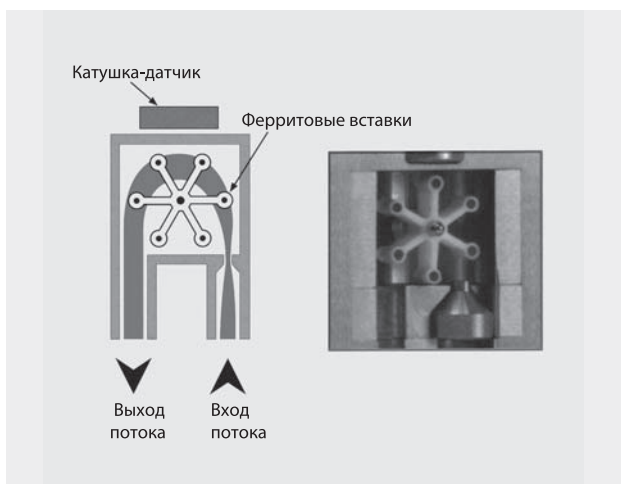 Катушка-датчик
Ферритовые вставки
Выход
потока
Вход
потока